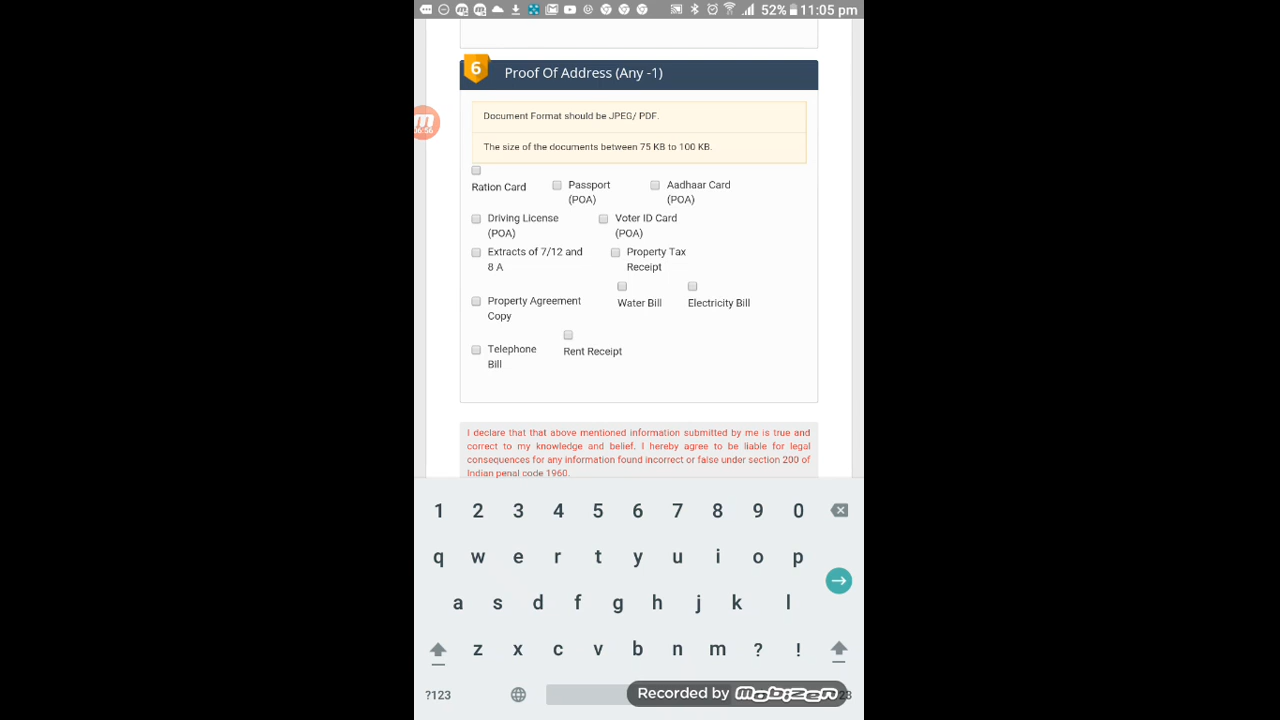 52% 11:05 pm
6 Proof Of Address (Any -1)
Document Format should be JPEG/ PDF.
The size of the documents between 75 KB to 100 KB.
Ration Card
Passport (POA)
Aadhaar Card (POA)
Driving License (POA)
Voter ID Card (POA)
Extracts of 7/12 and 8 A
Property Tax Receipt
Property Agreement Copy
Water Bill
Electricity Bill
Telephone Bill
Rent Receipt
I declare that that above mentioned information submitted by me is true and
correct to my knowledge and belief. I hereby agree to be liable for legal
consequences for any information found incorrect or false under section 200 of
Indian penal code 1960.
1 2 3 4 5 6 7 8 9 0
q w e r t y u i o p
a s d f g h j k l
z x c v b n m ? !
?123
Recorded by mobizen